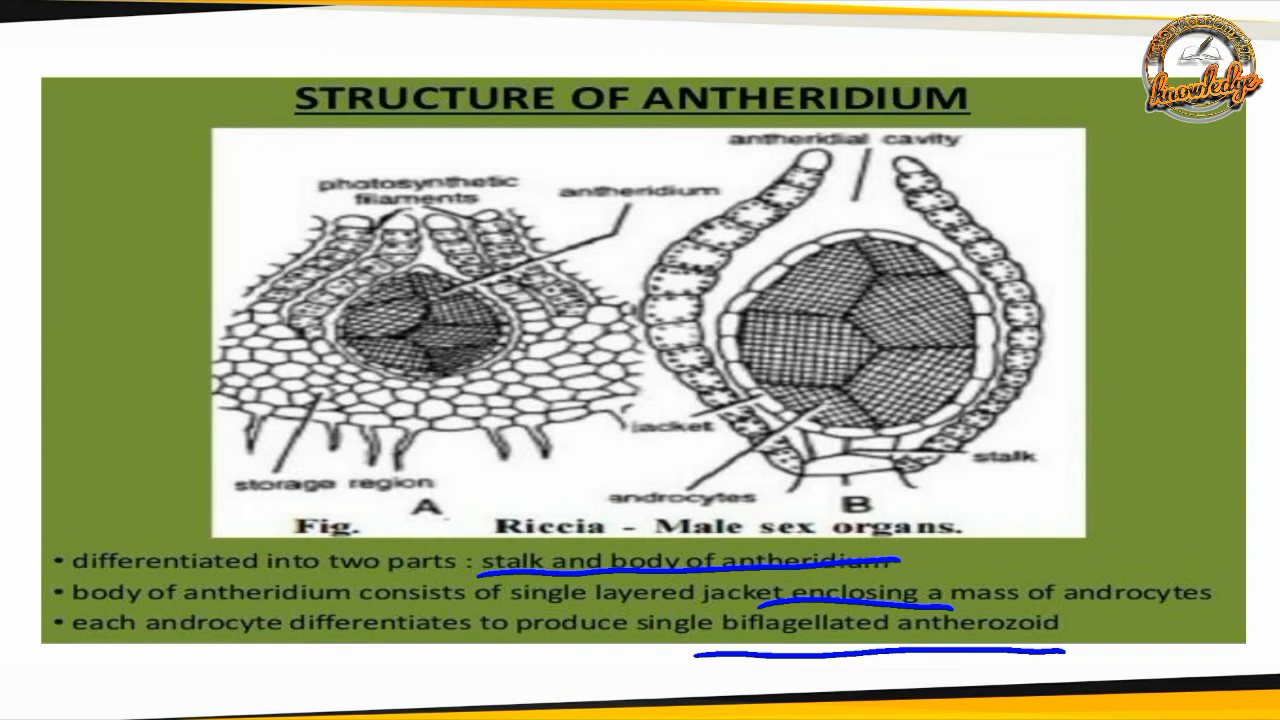 knowledge
STRUCTURE OF ANTHERIDIUM
antheridial cavity
photosynthetic
filaments
antheridium
jacket
stalk
storage region
androcytes
A
B
Fig. Riccia - Male sex organs.
• differentiated into two parts : stalk and body of antheridium
• body of antheridium consists of single layered jacket enclosing a mass of androcytes
• each androcyte differentiates to produce single biflagellated antherozoid